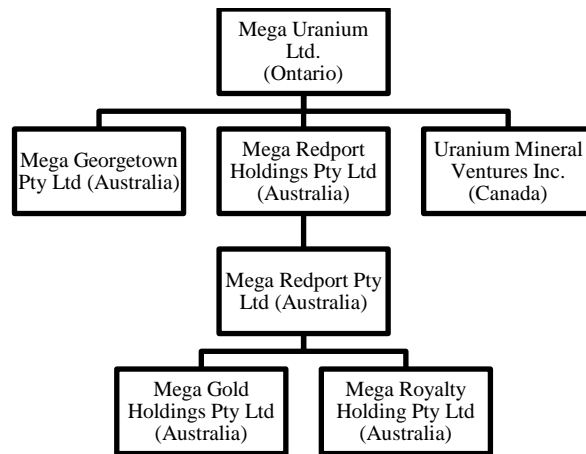 Mega Uranium
Ltd.
(Ontario)
Mega Georgetown
Pty Ltd (Australia)
Mega Redport
Holdings Pty Ltd
(Australia)
Uranium Mineral
Ventures Inc.
(Canada)
Mega Redport Pty
Ltd (Australia)
Mega Gold
Holdings Pty Ltd
(Australia)
Mega Royalty
Holding Pty Ltd
(Australia)